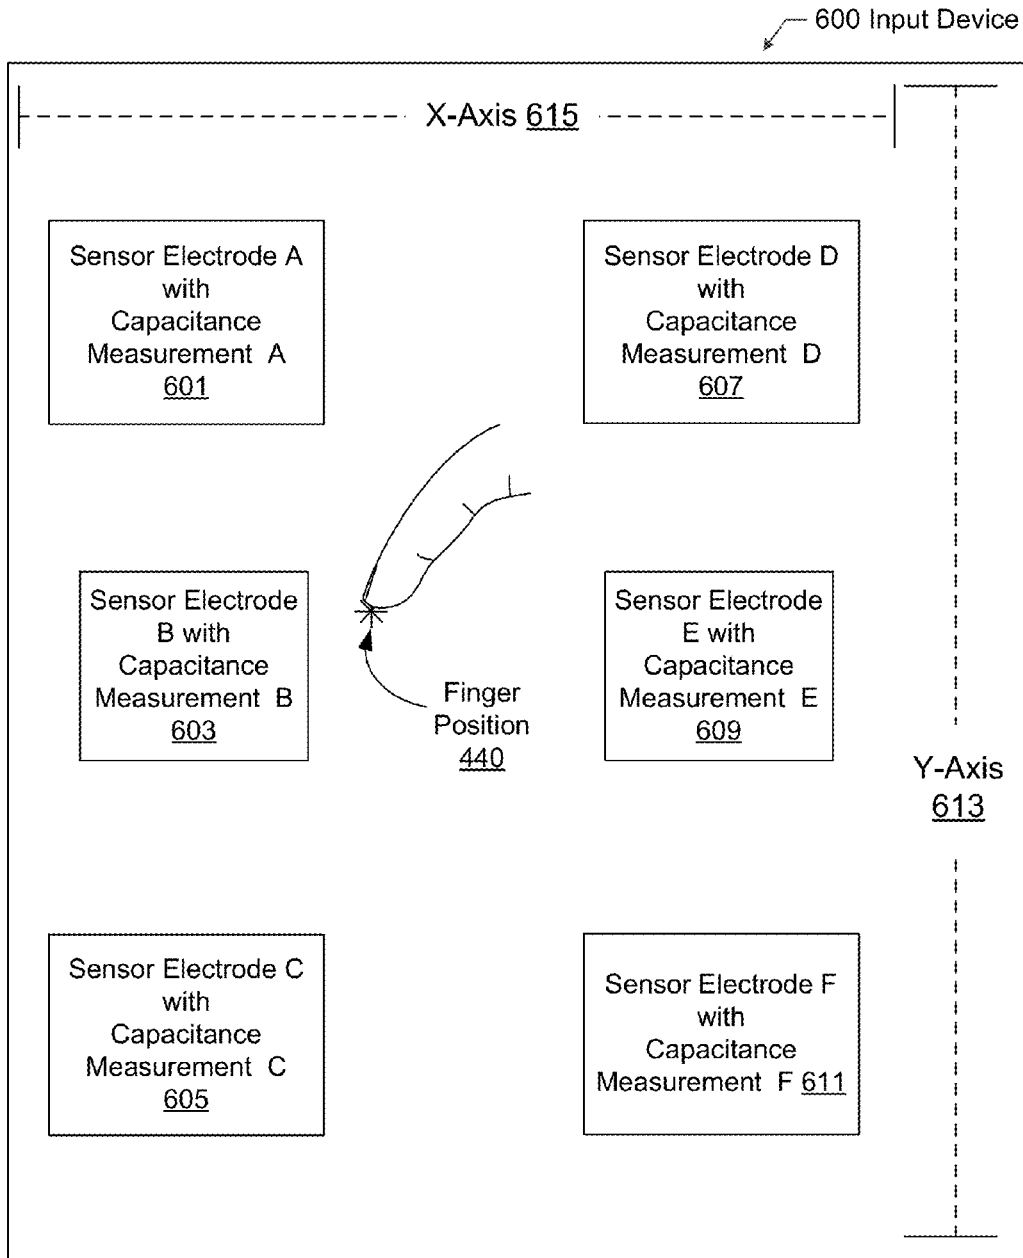 600 Input Device
X-Axis 615
Sensor Electrode A
with
Capacitance
Measurement A
601
Sensor Electrode D
with
Capacitance
Measurement D
607
Sensor Electrode
B with
Capacitance
Measurement B
603
Finger
Position
440
Sensor Electrode
E with
Capacitance
Measurement E
609
Y-Axis
613
Sensor Electrode C
with
Capacitance
Measurement C
605
Sensor Electrode F
with
Capacitance
Measurement F 611